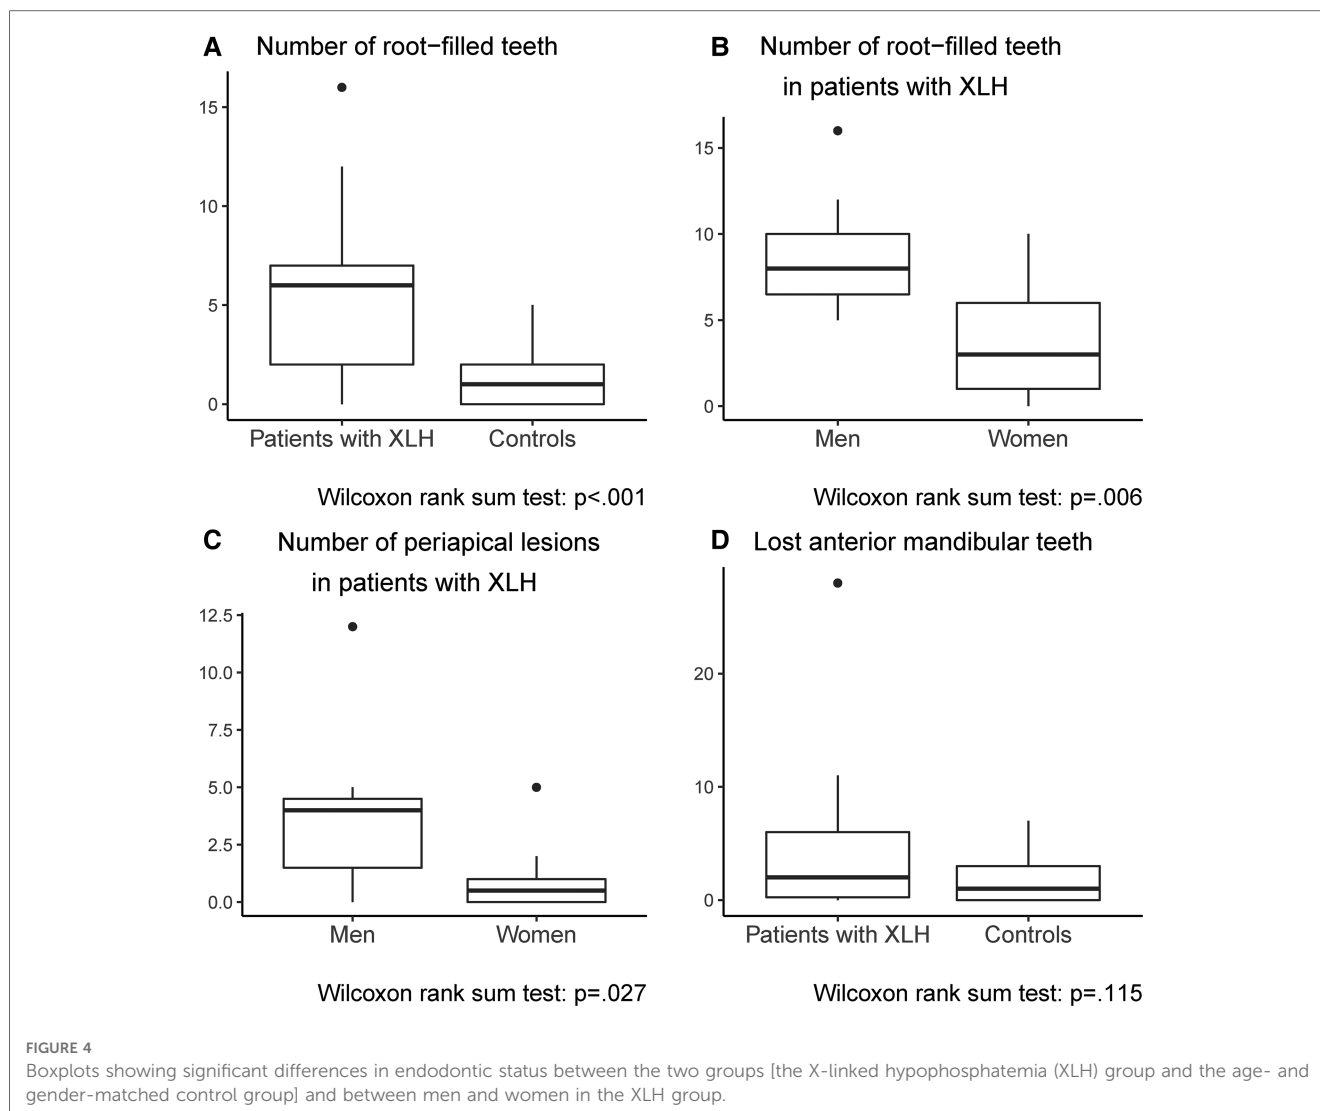 A Number of root−filled teeth
15
10
5
0
Patients with XLH Controls
Wilcoxon rank sum test: p<.001
B Number of root−filled teeth
in patients with XLH
15
10
5
0
Men Women
Wilcoxon rank sum test: p=.006
C Number of periapical lesions
in patients with XLH
12.5
10.0
7.5
5.0
2.5
0.0
Men Women
Wilcoxon rank sum test: p=.027
D Lost anterior mandibular teeth
20
10
0
Patients with XLH Controls
Wilcoxon rank sum test: p=.115
FIGURE 4
Boxplots showing significant differences in endodontic status between the two groups [the X-linked hypophosphatemia (XLH) group and the age- and
gender-matched control group] and between men and women in the XLH group.